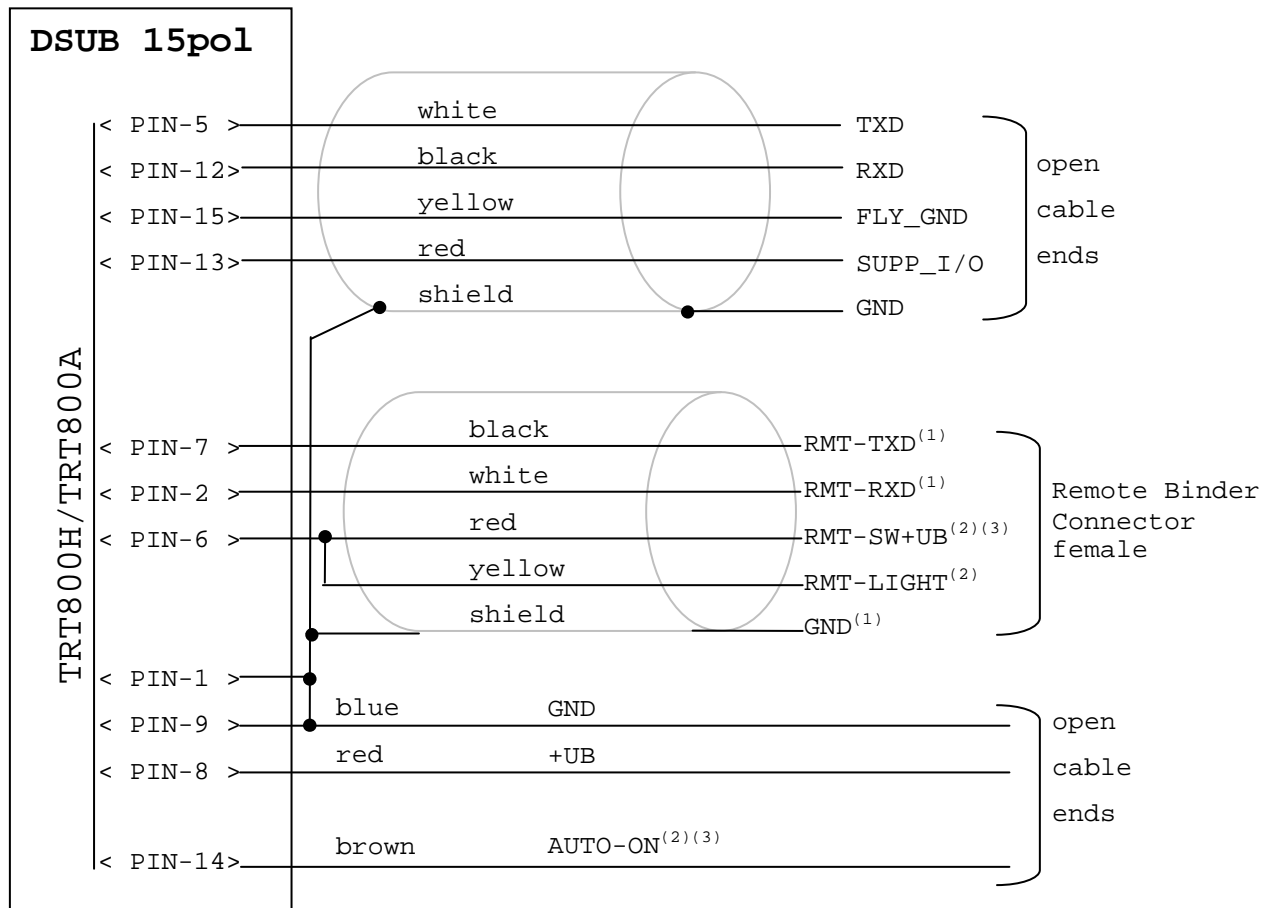 DSUB 15pol
TRT800H/TRT800A
< PIN-5 > white TXD
< PIN-12> black RXD
< PIN-15> yellow FLY_GND
< PIN-13> red SUPP_I/O
shield GND
open
cable
ends
< PIN-7 > black RMT-TXD(1)
< PIN-2 > white RMT-RXD(1)
< PIN-6 > red RMT-SW+UB(2)(3)
yellow RMT-LIGHT(2)
shield GND(1)
Remote Binder
Connector
female
< PIN-1 >
< PIN-9 > blue GND
< PIN-8 > red +UB
< PIN-14> brown AUTO-ON(2)(3)
open
cable
ends